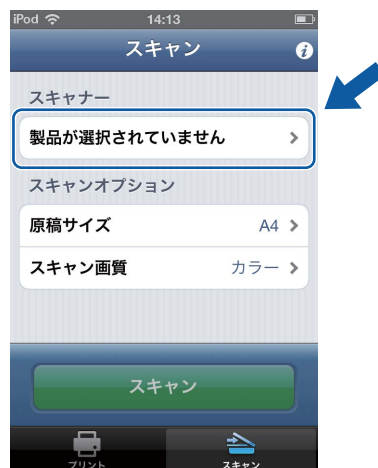 iPod 14:13
スキャン
i
スキャナー
製品が選択されていません
スキャンオプション
原稿サイズ A4
スキャン画質 カラー
スキャン
プリント スキャン